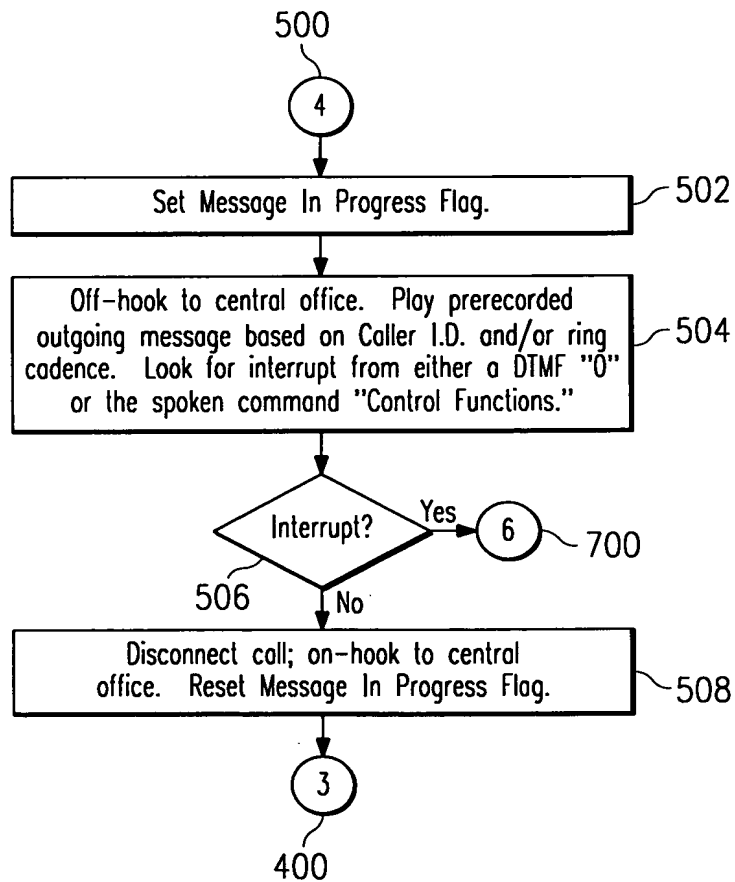 500
4
Set Message In Progress Flag.
502
Off-hook to central office. Play prerecorded
outgoing message based on Caller I.D. and/or ring
cadence. Look for interrupt from either a DTMF "0"
or the spoken command "Control Functions."
504
Interrupt?
Yes
6
700
506
No
Disconnect call; on-hook to central
office. Reset Message In Progress Flag.
508
3
400